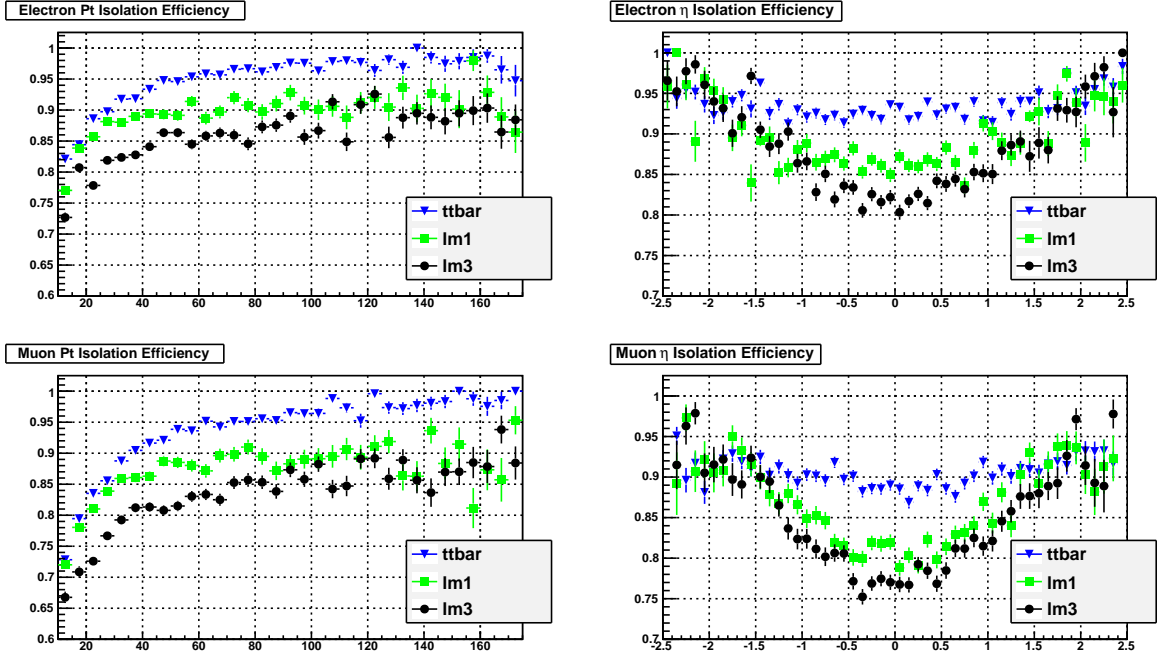 Electron Pt Isolation Efficiency
1
0.95
0.9
0.85
0.8
0.75
0.7
0.65
0.6
20 40 60 80 100 120 140 160
ttbar
lm1
lm3
Electron η Isolation Efficiency
1
0.95
0.9
0.85
0.8
0.75
0.7
-2.5 -2 -1.5 -1 -0.5 0 0.5 1 1.5 2 2.5
ttbar
lm1
lm3
Muon Pt Isolation Efficiency
1
0.95
0.9
0.85
0.8
0.75
0.7
0.65
0.6
20 40 60 80 100 120 140 160
ttbar
lm1
lm3
Muon η Isolation Efficiency
1
0.95
0.9
0.85
0.8
0.75
0.7
-2.5 -2 -1.5 -1 -0.5 0 0.5 1 1.5 2 2.5
ttbar
lm1
lm3